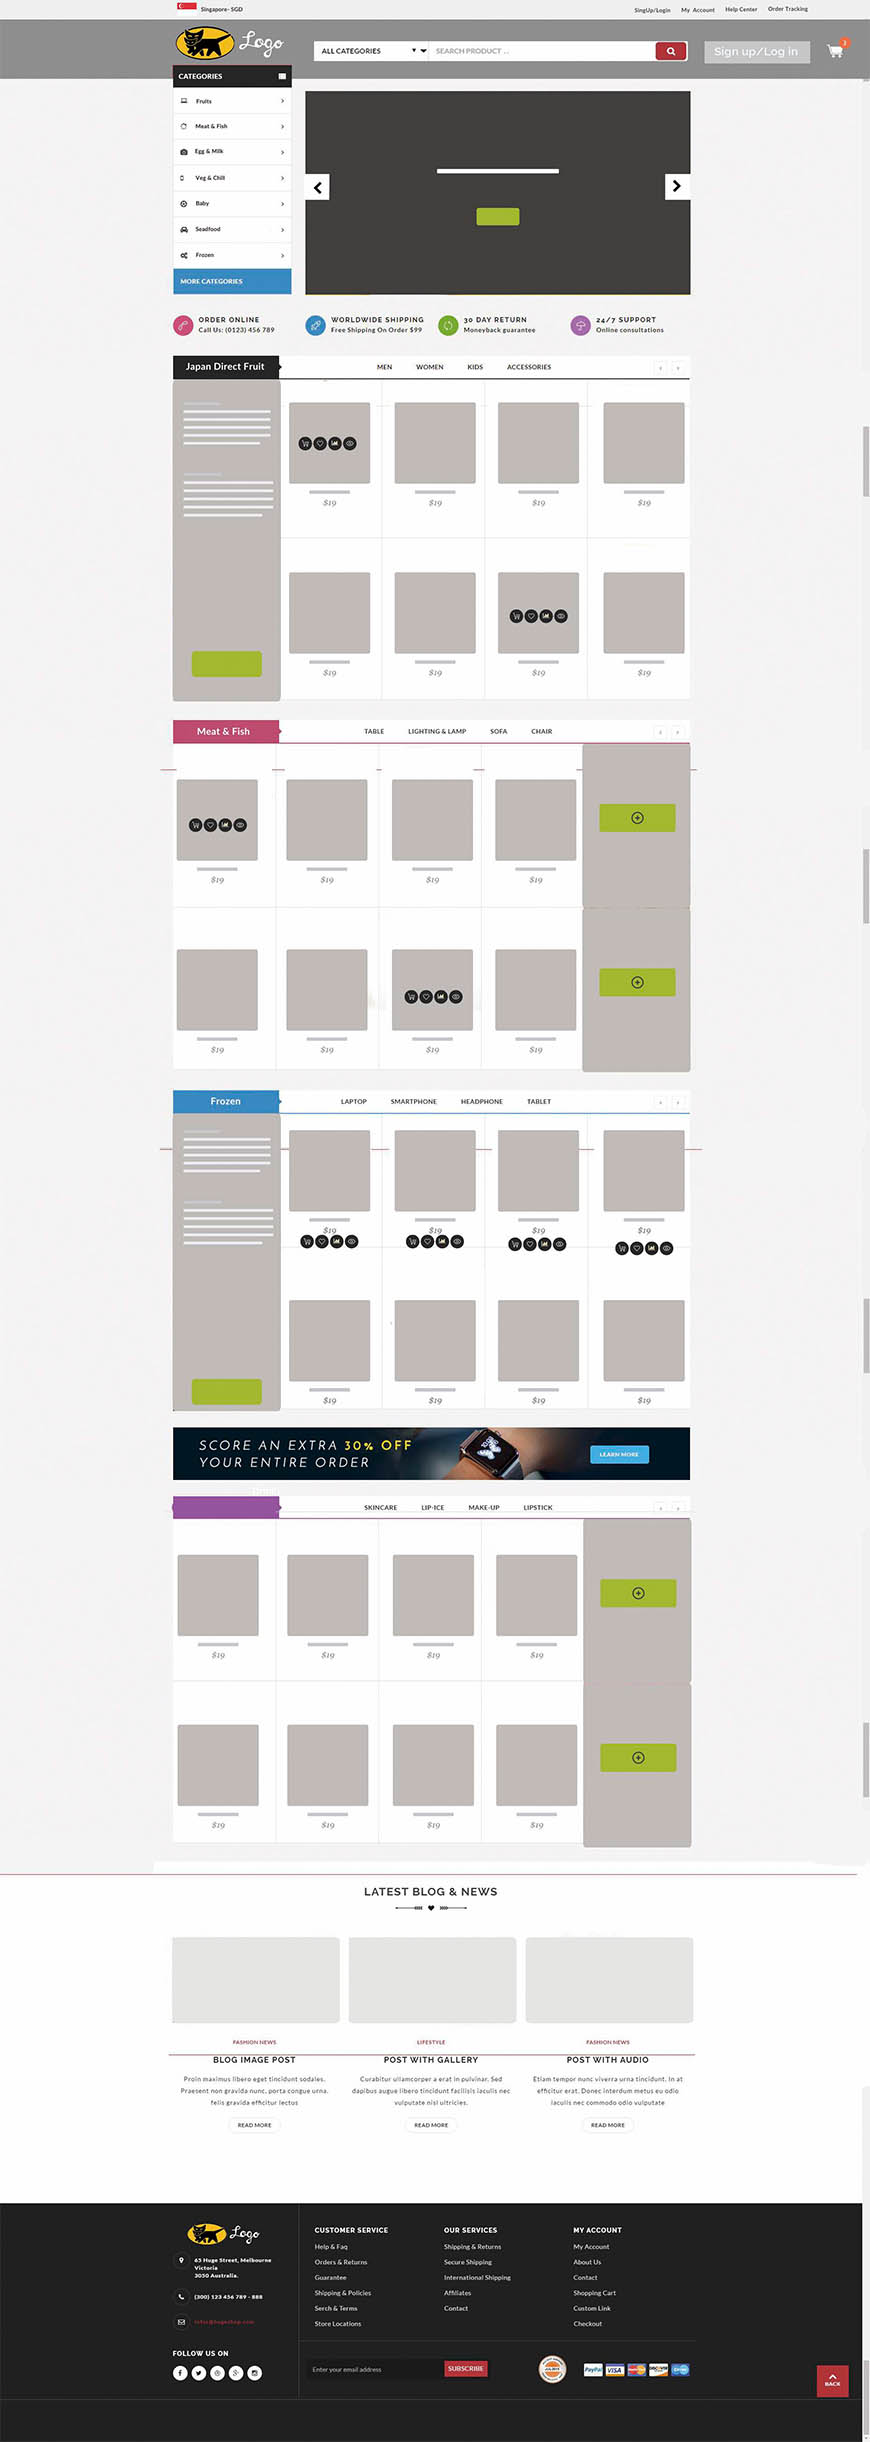 Singapore- SGD
SingUp/Login My Account Help Center Order Tracking
Logo
ALL CATEGORIES
SEARCH PRODUCT ...
Sign up/Log in
3
CATEGORIES
Fruits
Meat & Fish
Egg & Milk
Veg & Chill
Baby
Seadfood
Frozen
MORE CATEGORIES
ORDER ONLINE
Call Us: (0123) 456 789
WORLDWIDE SHIPPING
Free Shiping On Order $99
30 DAY RETURN
Moneyback guarantee
24/7 SUPPORT
Online consultations
Japan Direct Fruit
MEN WOMEN KIDS ACCESSORIES
$19 $19 $19 $19
$19 $19 $19 $19
Meat & Fish
TABLE LIGHTING & LAMP SOFA CHAIR
$19 $19 $19 $19
$19 $19 $19 $19
Frozen
LAPTOP SMARTPHONE HEADPHONE TABLET
$19 $19 $19 $19
$19 $19 $19 $19
SCORE AN EXTRA 30% OFF
YOUR ENTIRE ORDER
LEARN MORE
SKINCARE LIP-ICE MAKE-UP LIPSTICK
$19 $19 $19 $19
$19 $19 $19 $19
LATEST BLOG & NEWS
FASHION NEWS
BLOG IMAGE POST
Proin maximus libero eget tincidunt sodales.
Praesent non gravida nunc, porta congue urna.
felis gravida efficitur lectus
READ MORE
LIFESTYLE
POST WITH GALLERY
Curabitur ullamcorper a erat in pulvinar. Sed
dapibus augue libero tincidunt facilisis iaculis nec
vulputate nisl ultricies.
READ MORE
FASHION NEWS
POST WITH AUDIO
Etiam tempor nunc viverra urna tincidunt. In at
efficitur erat. Donec interdum metus eu odio
iaculis nec commodo odio vulputate
READ MORE
Logo
65 Huge Street, Melbourne
Victoria
3050 Australia.
(300) 123 456 789 - 888
FOLLOW US ON
CUSTOMER SERVICE
Help & Faq
Orders & Returns
Guarantee
Shipping & Policies
Serch & Terms
Store Locations
OUR SERVICES
Shipping & Returns
Secure Shipping
International Shipping
Affiliates
Contact
MY ACCOUNT
My Account
About Us
Contact
Shopping Cart
Custom Link
Checkout
Enter your email address
SUBSCRIBE
PayPal
VISA
BACK